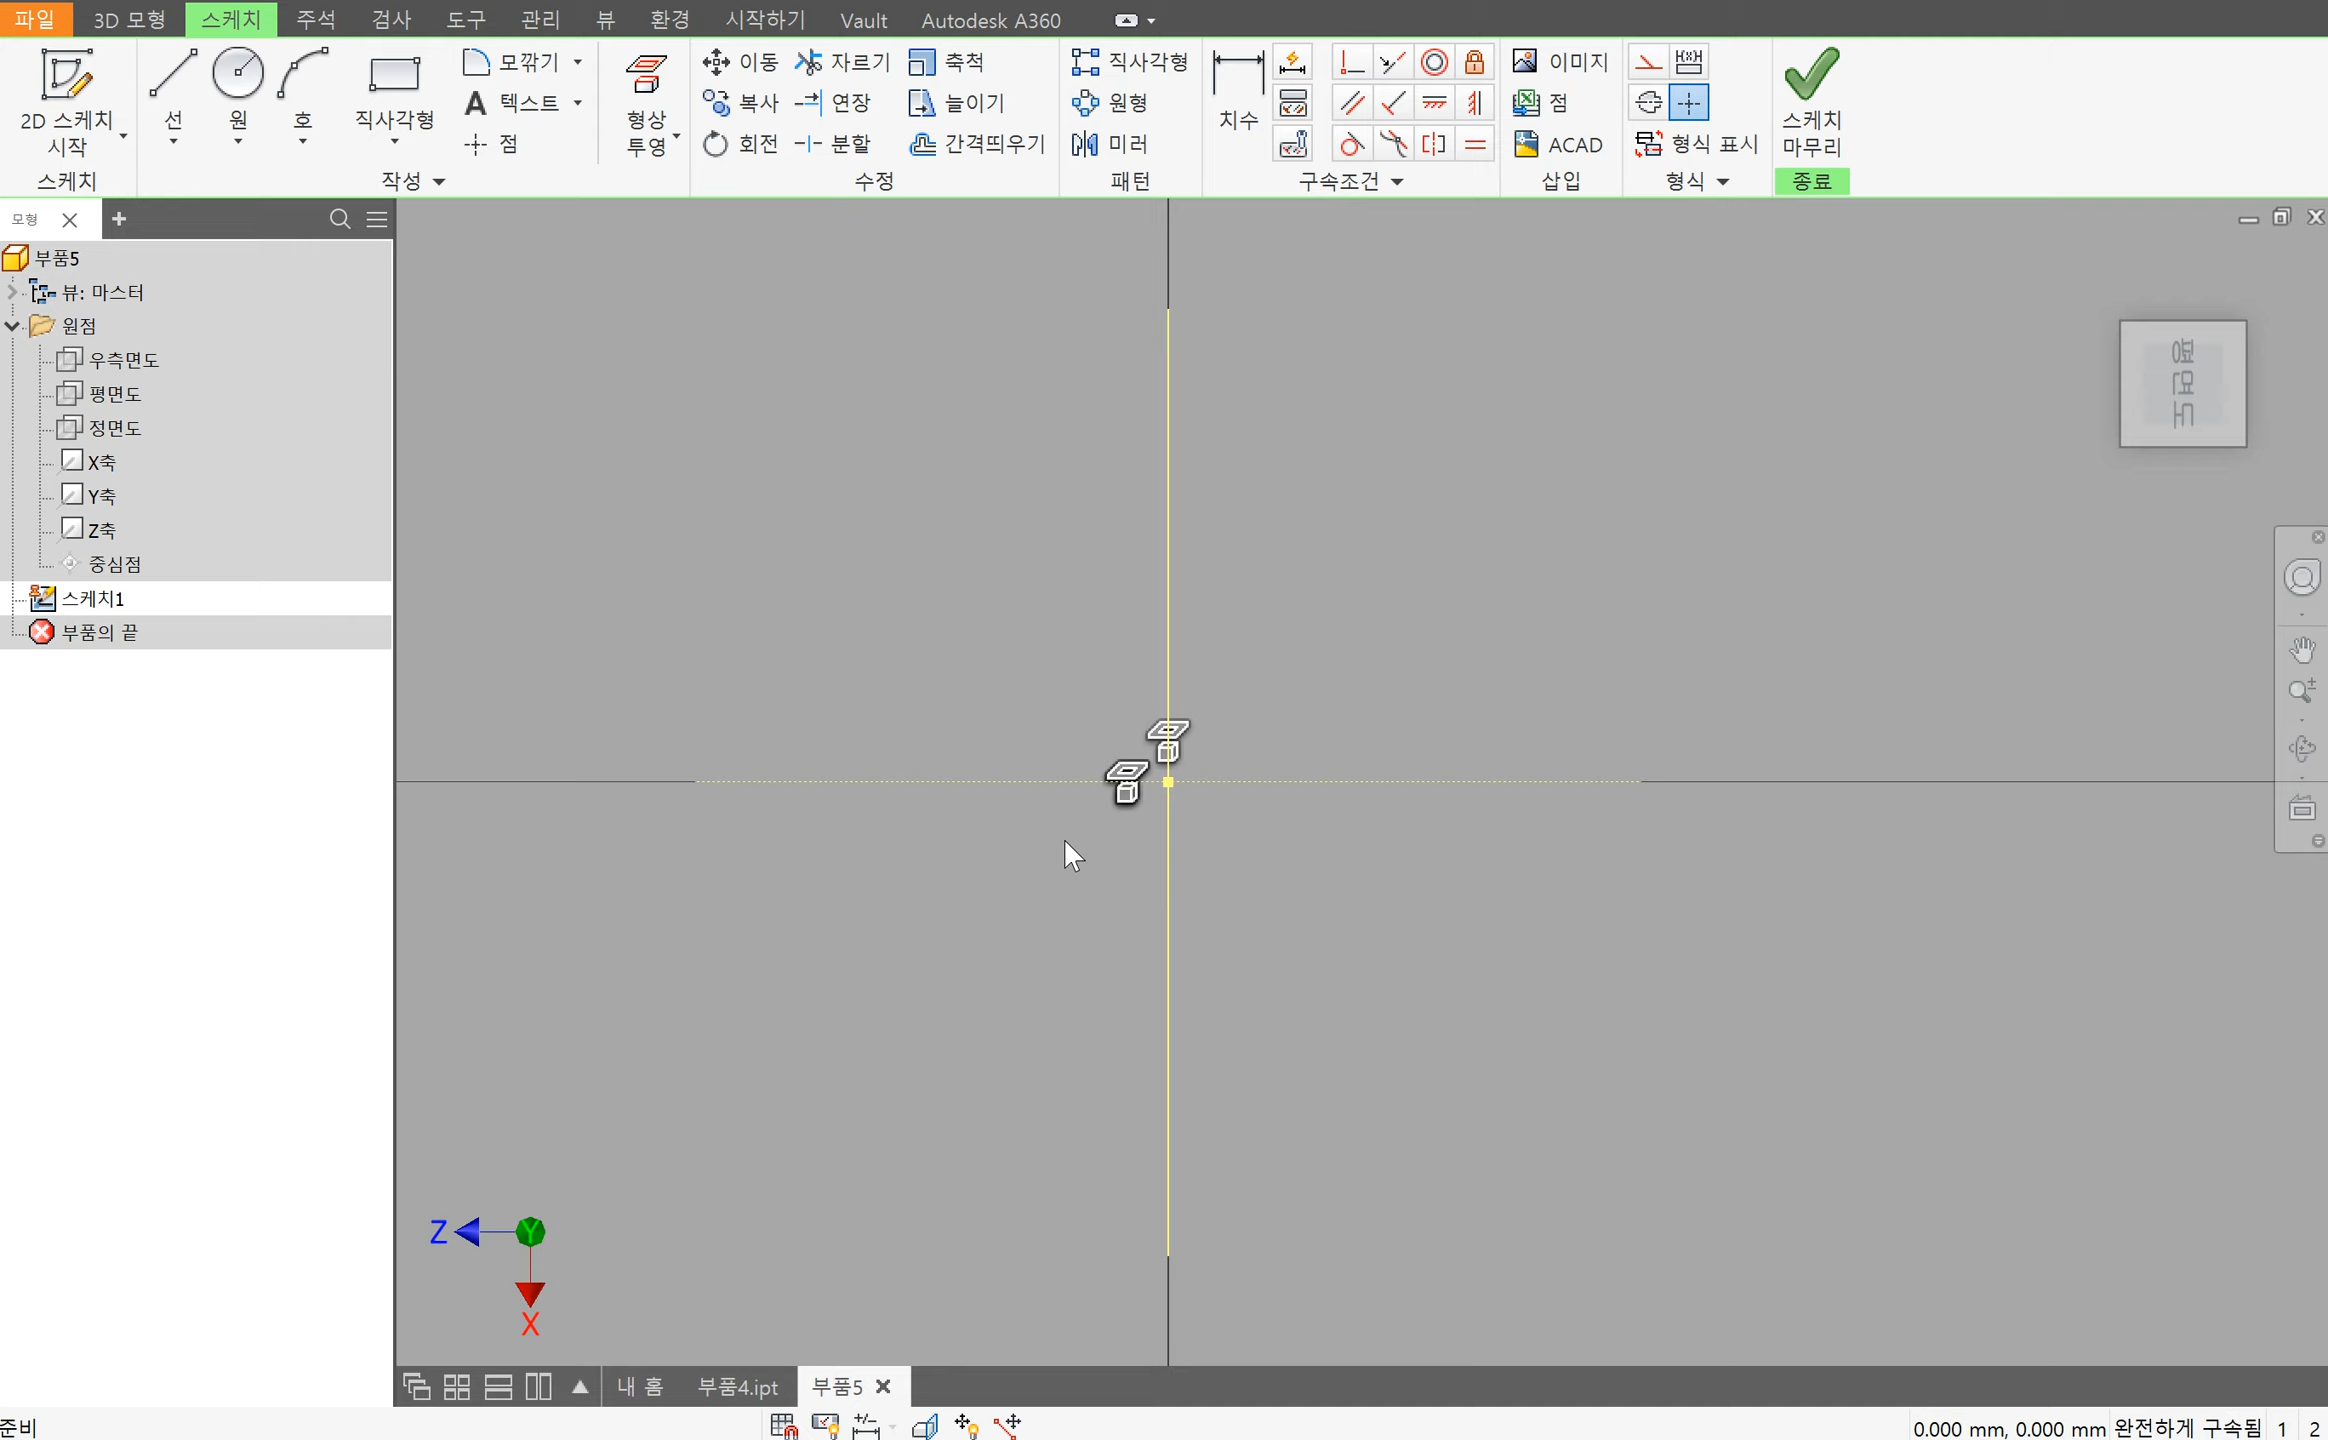 파일 3D 모형 스케치 주석 검사 도구 관리 뷰 환경 시작하기 Vault Autodesk A360
2D 스케치
시작
선
원
호
직사각형
모깎기
텍스트
점
형상
투영
이동
복사
회전
자르기
연장
분할
축척
늘이기
간격띄우기
직사각형
원형
미러
치수
이미지
점
ACAD
형식 표시
스케치
마무리
스케치 작성 수정 패턴 구속조건 삽입 형식 종료
모형
부품5
뷰: 마스터
원점
우측면도
평면도
정면도
X축
Y축
Z축
중심점
스케치1
부품의 끝
평면도
Z
Y
X
내 홈 부품4.ipt 부품5
준비
0.000 mm, 0.000 mm 완전하게 구속됨 1 2